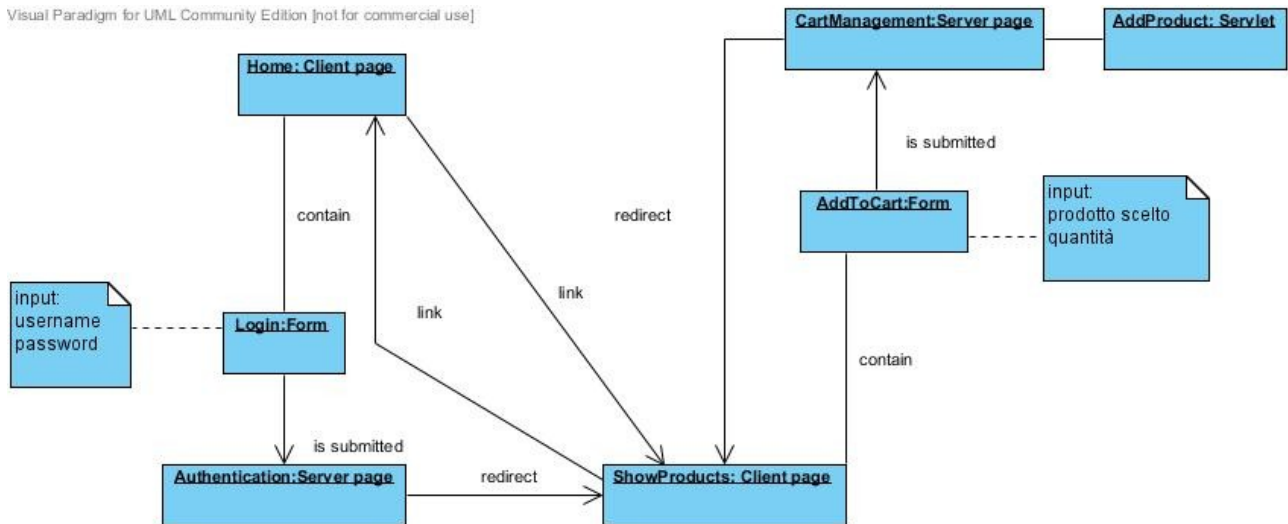 Visual Paradigm for UML Community Edition [not for commercial use]
CartManagement:Server page
AddProduct: Servlet
Home: Client page
is submitted
input:
prodotto scelto
quantità
AddToCart:Form
contain
redirect
link
link
input:
username
password
Login:Form
contain
is submitted
Authentication:Server page
redirect
ShowProducts: Client page